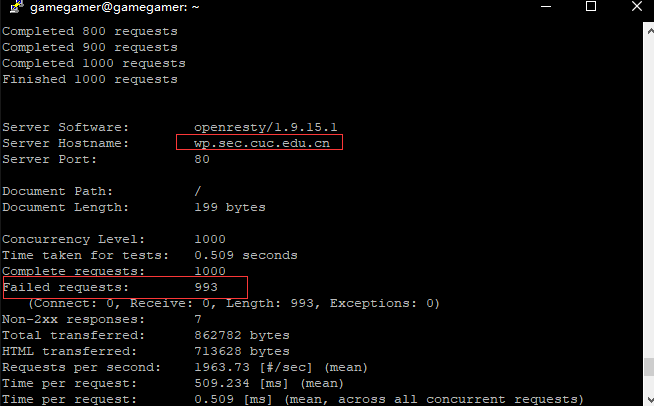 gamegamer@gamegamer: ~
Completed 800 requests
Completed 900 requests
Completed 1000 requests
Finished 1000 requests
Server Software: openresty/1.9.15.1
Server Hostname: wp.sec.cuc.edu.cn
Server Port: 80
Document Path: /
Document Length: 199 bytes
Concurrency Level: 1000
Time taken for tests: 0.509 seconds
Complete requests: 1000
Failed requests: 993
(Connect: 0, Receive: 0, Length: 993, Exceptions: 0)
Non-2xx responses: 7
Total transferred: 862782 bytes
HTML transferred: 713628 bytes
Requests per second: 1963.73 [#/sec] (mean)
Time per request: 509.234 [ms] (mean)
Time per request: 0.509 [ms] (mean, across all concurrent requests)